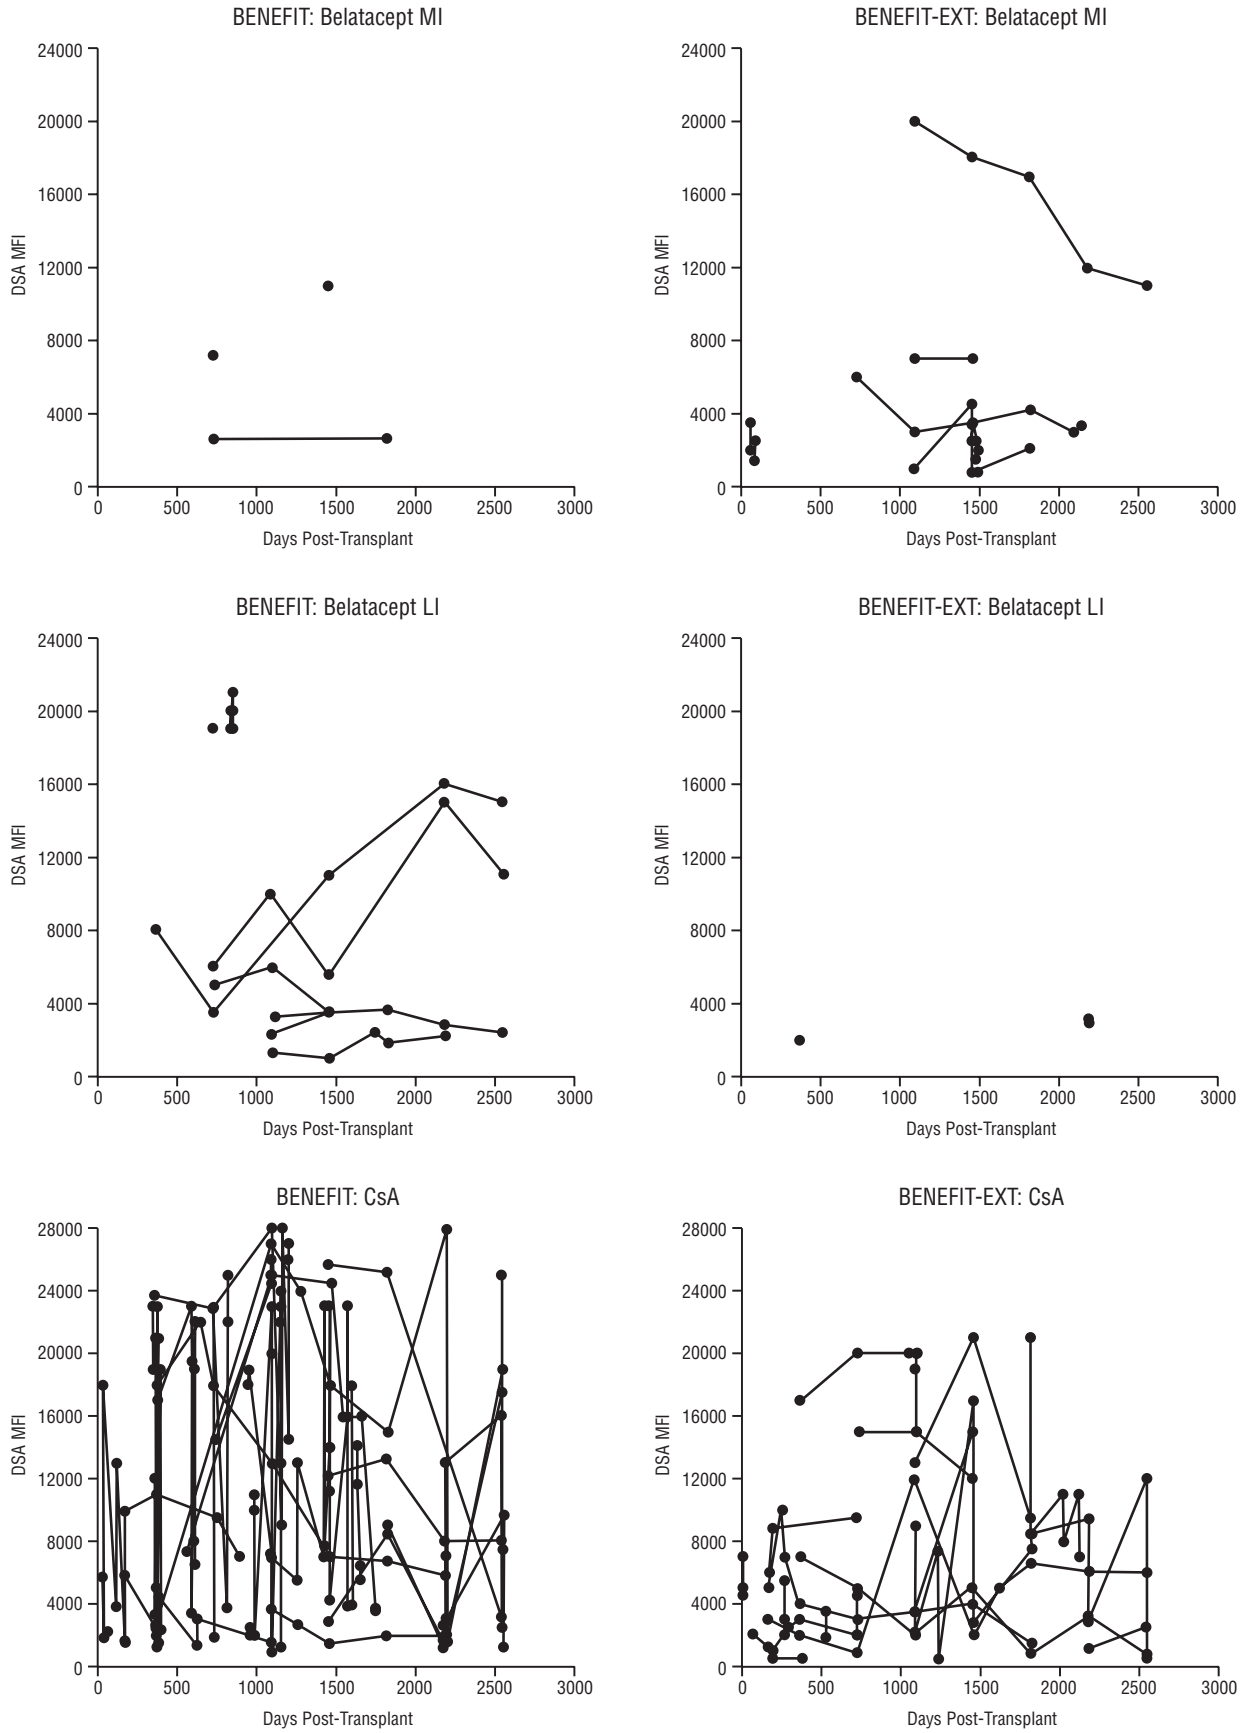 BENEFIT: Belatacept MI
24000
20000
16000
12000
8000
4000
0
DSA MFI
0 500 1000 1500 2000 2500 3000
Days Post-Transplant
BENEFIT-EXT: Belatacept MI
24000
20000
16000
12000
8000
4000
0
DSA MFI
0 500 1000 1500 2000 2500 3000
Days Post-Transplant
BENEFIT: Belatacept LI
24000
20000
16000
12000
8000
4000
0
DSA MFI
0 500 1000 1500 2000 2500 3000
Days Post-Transplant
BENEFIT-EXT: Belatacept LI
24000
20000
16000
12000
8000
4000
0
DSA MFI
0 500 1000 1500 2000 2500 3000
Days Post-Transplant
BENEFIT: CsA
28000
24000
20000
16000
12000
8000
4000
0
DSA MFI
0 500 1000 1500 2000 2500 3000
Days Post-Transplant
BENEFIT-EXT: CsA
28000
24000
20000
16000
12000
8000
4000
0
DSA MFI
0 500 1000 1500 2000 2500 3000
Days Post-Transplant